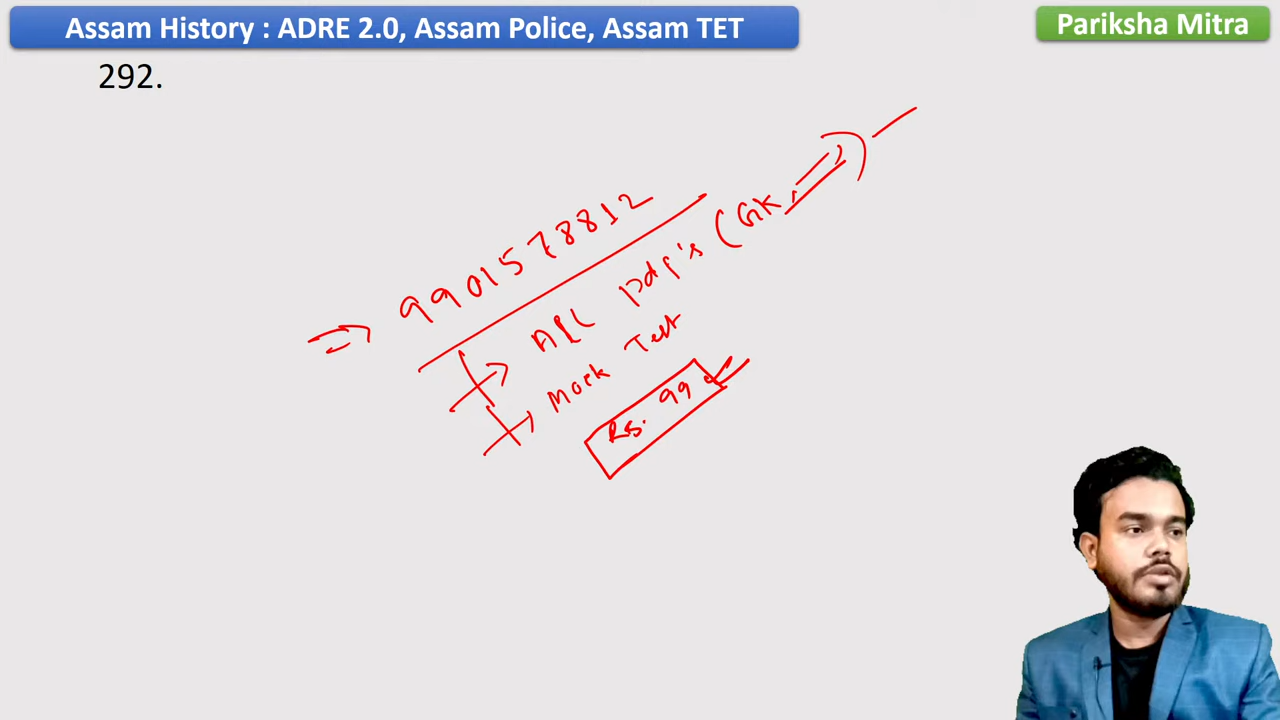 Assam History : ADRE 2.0, Assam Police, Assam TET
Pariksha Mitra
292.
9901578812
Pdf's (GK,
Mock Test
Rs. 99